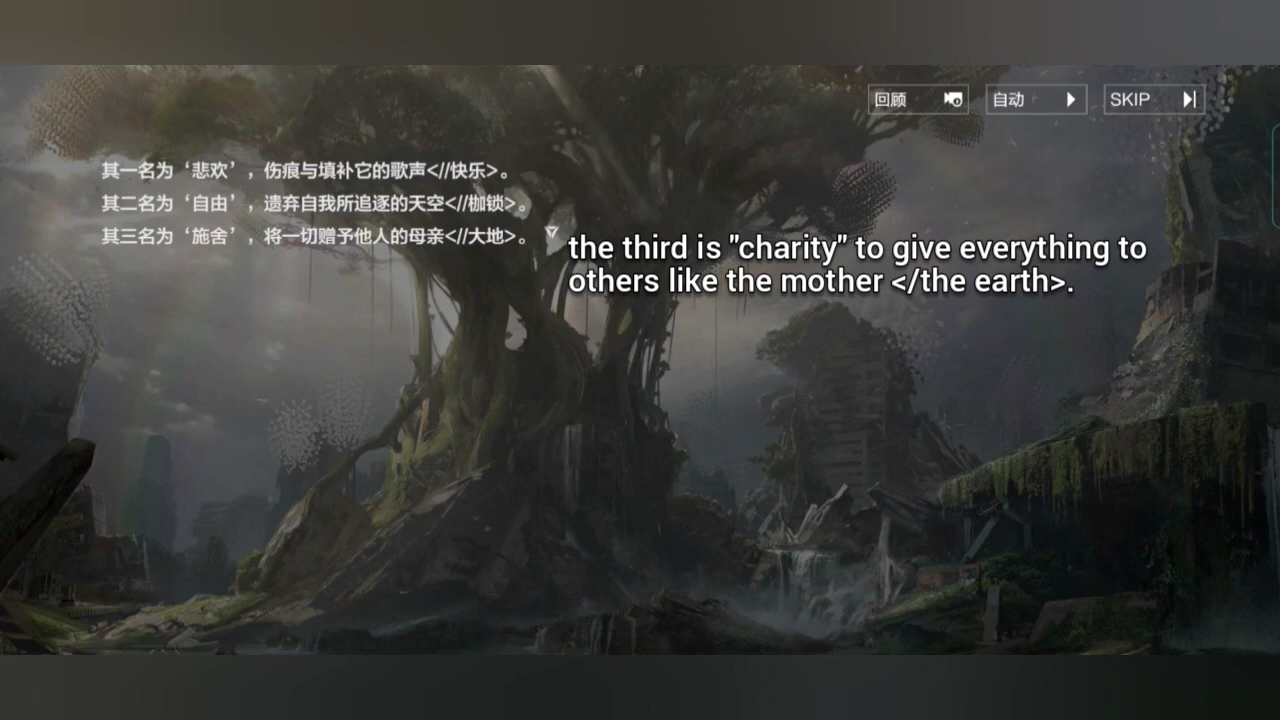 回顾
自动
SKIP
其一名为‘悲欢’，伤痕与填补它的歌声<//快乐>。
其二名为‘自由’，遗弃自我所追逐的天空<//枷锁>。
其三名为‘施舍’，将一切赠予他人的母亲<//大地>。
the third is "charity" to give everything to
others like the mother </the earth>.